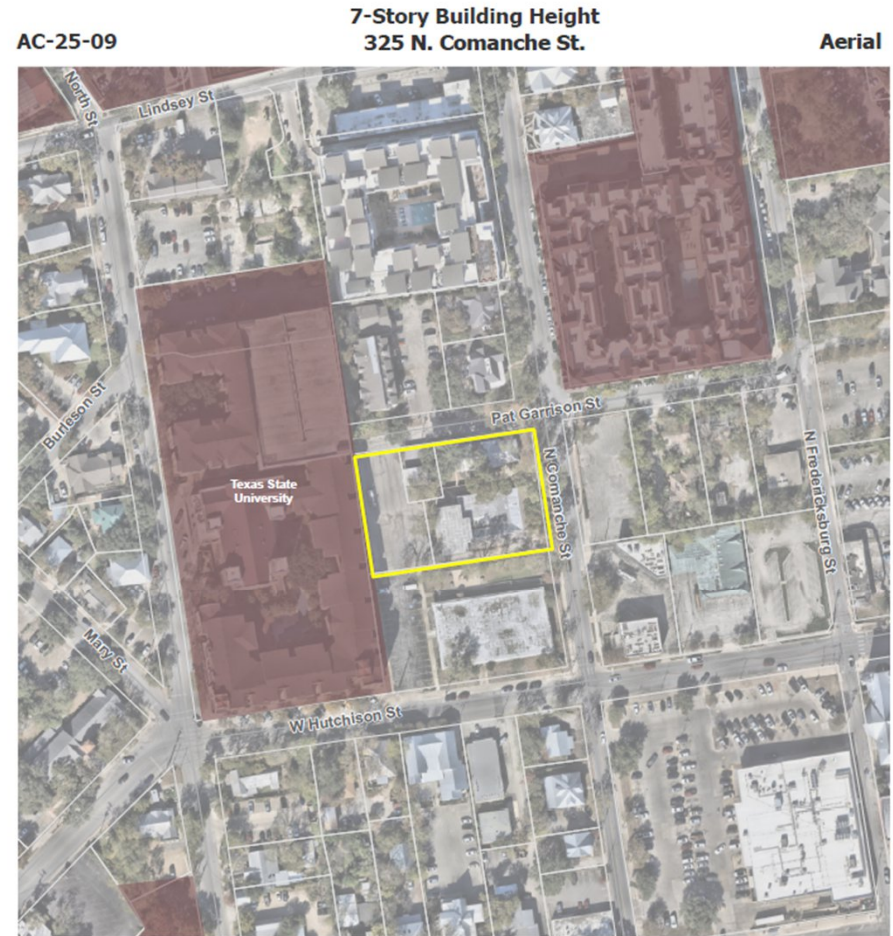 7-Story Building Height
AC-25-09
325 N. Comanche St.
Aerial
North St
Lindsey St
Burleson St
Pat Garrison St
N Comanche St
N Fredericksburg St
Texas State
University
Mary St
W Hutchison St